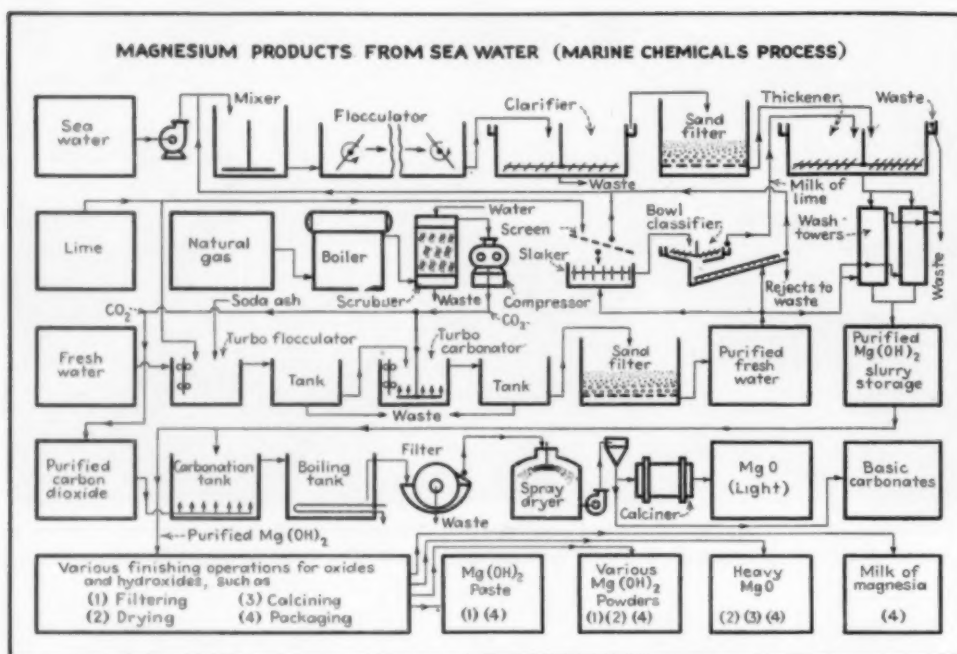 MAGNESIUM PRODUCTS FROM SEA WATER (MARINE CHEMICALS PROCESS)
Sea
water
Mixer
Flocculator
Clarifier
Waste
Sand
filter
Thickener
Waste
Milk of
lime
Lime
Natural
gas
Boiler
Water
Scrubber
Waste
Compressor
CO2
Screen
Slaker
Bowl
classifier
Wash
towers
Rejects to
waste
Waste
CO2
Soda ash
Fresh
water
Turbo flocculator
Tank
Turbo
carbonator
Tank
Waste
Sand
filter
Purified
fresh
water
Purified
Mg(OH)2
slurry
storage
Purified
carbon
dioxide
Carbonation
tank
Boiling
tank
Filter
Waste
Spray
dryer
Calciner
MgO
(Light)
Basic
carbonates
Purified Mg(OH)2
Various finishing operations for oxides
and hydroxides, such as
(1) Filtering (3) Calcining
(2) Drying (4) Packaging
Mg(OH)2
Paste
(1) (4)
Various
Mg(OH)2
Powders
(1)(2) (4)
Heavy
MgO
(2) (3) (4)
Milk of
magnesia
(4)